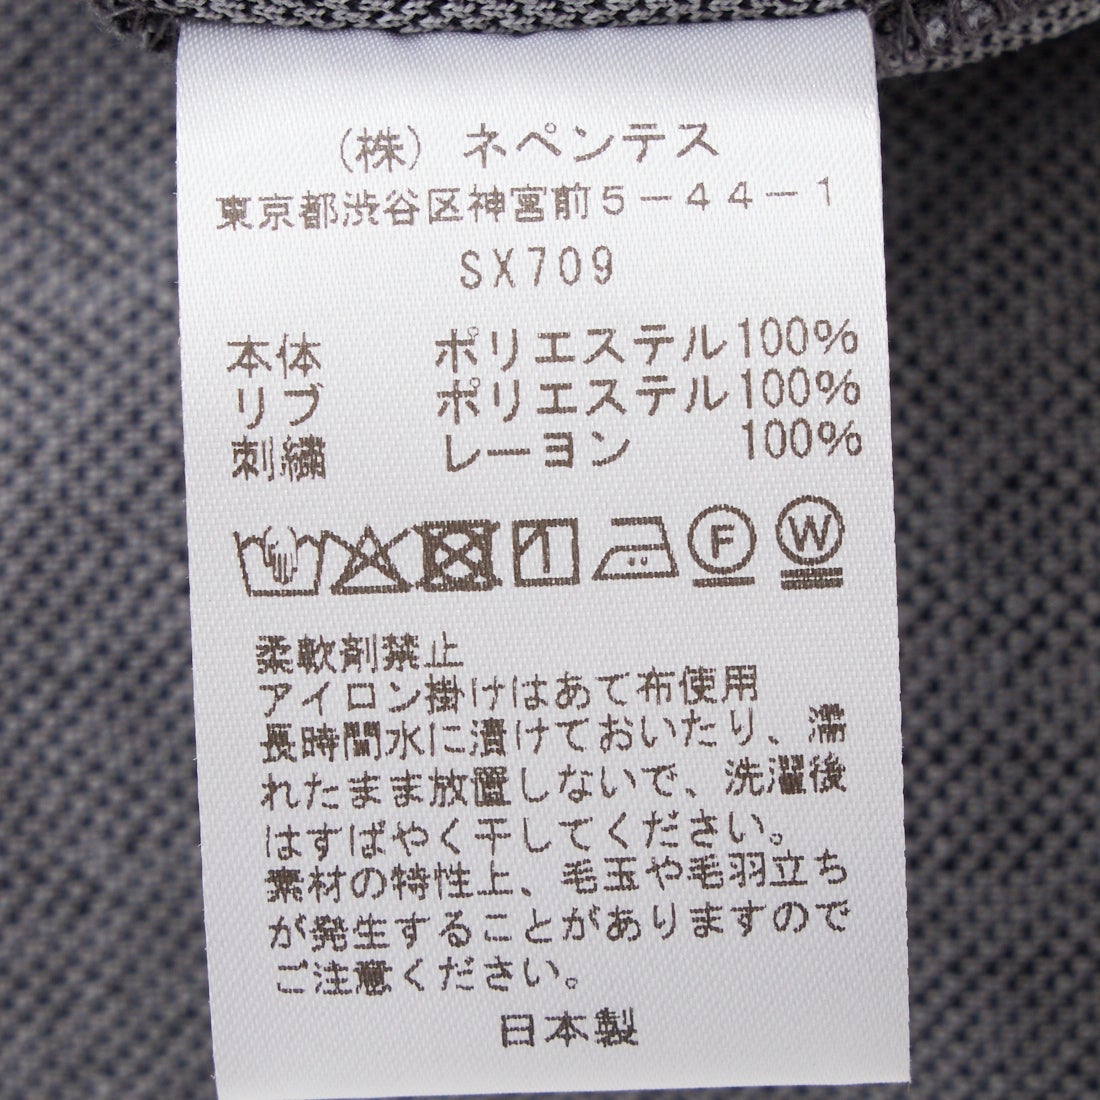 (株) ネペンテス
東京都渋谷区神宮前5-44-1
SX709
本体 ポリエステル100%
リブ ポリエステル100%
刺繍 レーヨン 100%
F W
柔軟剤禁止
アイロン掛けはあて布使用
長時間水に漬けておいたり、濡
れたまま放置しないで、洗濯後
はすばやく干してください。
素材の特性上、毛玉や毛羽立ち
が発生することがありますので
ご注意ください。
日本製